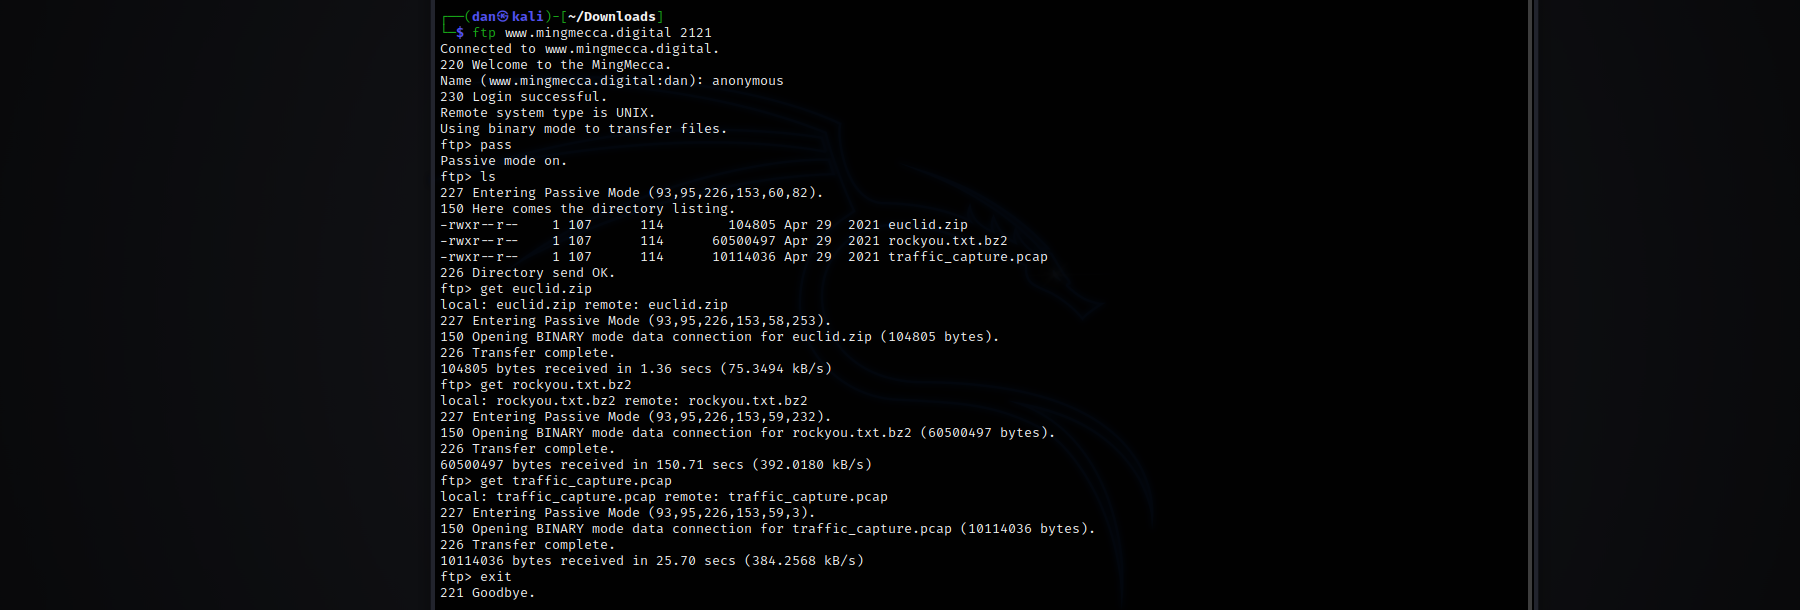 ┌──(dan㉿kali)-[~/Downloads]
└─$ ftp www.mingmecca.digital 2121
Connected to www.mingmecca.digital.
220 Welcome to the MingMecca.
Name (www.mingmecca.digital:dan): anonymous
230 Login successful.
Remote system type is UNIX.
Using binary mode to transfer files.
ftp> pass
Passive mode on.
ftp> ls
227 Entering Passive Mode (93,95,226,153,60,82).
150 Here comes the directory listing.
-rwxr--r--    1 107      114        104805 Apr 29  2021 euclid.zip
-rwxr--r--    1 107      114      60500497 Apr 29  2021 rockyou.txt.bz2
-rwxr--r--    1 107      114      10114036 Apr 29  2021 traffic_capture.pcap
226 Directory send OK.
ftp> get euclid.zip
local: euclid.zip remote: euclid.zip
227 Entering Passive Mode (93,95,226,153,58,253).
150 Opening BINARY mode data connection for euclid.zip (104805 bytes).
226 Transfer complete.
104805 bytes received in 1.36 secs (75.3494 kB/s)
ftp> get rockyou.txt.bz2
local: rockyou.txt.bz2 remote: rockyou.txt.bz2
227 Entering Passive Mode (93,95,226,153,59,232).
150 Opening BINARY mode data connection for rockyou.txt.bz2 (60500497 bytes).
226 Transfer complete.
60500497 bytes received in 150.71 secs (392.0180 kB/s)
ftp> get traffic_capture.pcap
local: traffic_capture.pcap remote: traffic_capture.pcap
227 Entering Passive Mode (93,95,226,153,59,3).
150 Opening BINARY mode data connection for traffic_capture.pcap (10114036 bytes).
226 Transfer complete.
10114036 bytes received in 25.70 secs (384.2568 kB/s)
ftp> exit
221 Goodbye.